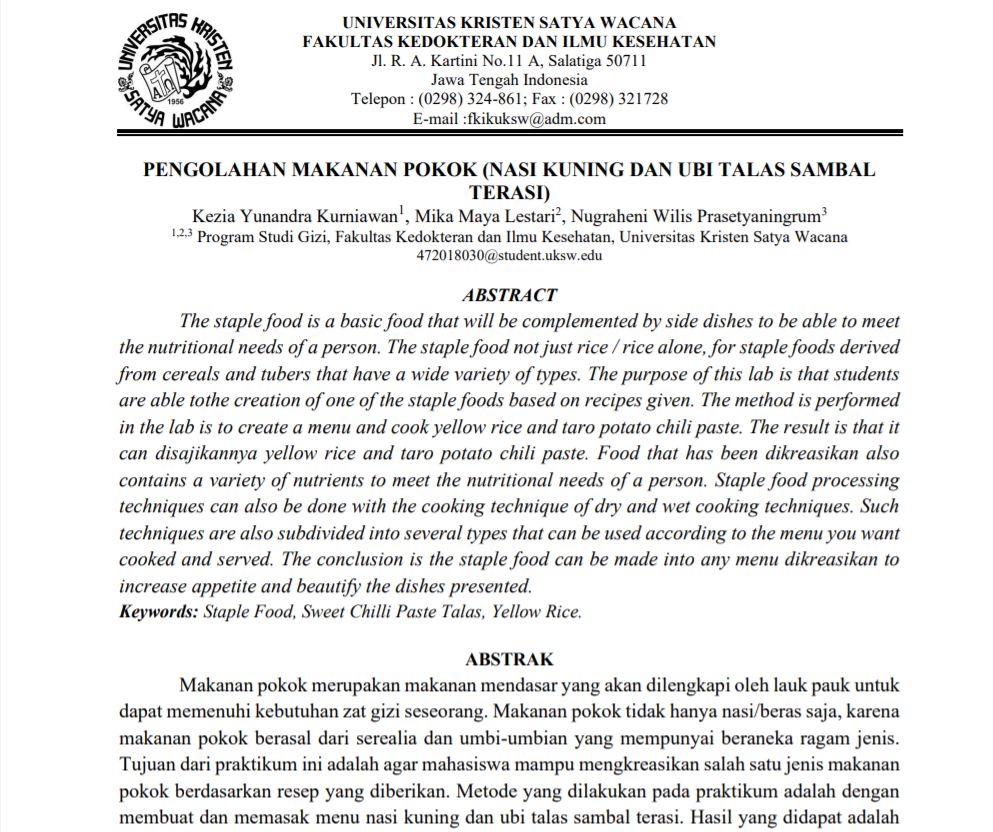 UNIVERSITAS KRISTEN
SATYA WACANA
1956
UNIVERSITAS KRISTEN SATYA WACANA
FAKULTAS KEDOKTERAN DAN ILMU KESEHATAN
Jl. R. A. Kartini No.11 A, Salatiga 50711
Jawa Tengah Indonesia
Telepon : (0298) 324-861; Fax : (0298) 321728
E-mail :fkikuksw@adm.com
PENGOLAHAN MAKANAN POKOK (NASI KUNING DAN UBI TALAS SAMBAL
TERASI)
Kezia Yunandra Kurniawan1, Mika Maya Lestari2, Nugraheni Wilis Prasetyaningrum3
1,2,3 Program Studi Gizi, Fakultas Kedokteran dan Ilmu Kesehatan, Universitas Kristen Satya Wacana
472018030@student.uksw.edu
ABSTRACT
The staple food is a basic food that will be complemented by side dishes to be able to meet
the nutritional needs of a person. The staple food not just rice / rice alone, for staple foods derived
from cereals and tubers that have a wide variety of types. The purpose of this lab is that students
are able tothe creation of one of the staple foods based on recipes given. The method is performed
in the lab is to create a menu and cook yellow rice and taro potato chili paste. The result is that it
can disajikannya yellow rice and taro potato chili paste. Food that has been dikreasikan also
contains a variety of nutrients to meet the nutritional needs of a person. Staple food processing
techniques can also be done with the cooking technique of dry and wet cooking techniques. Such
techniques are also subdivided into several types that can be used according to the menu you want
cooked and served. The conclusion is the staple food can be made into any menu dikreasikan to
increase appetite and beautify the dishes presented.
Keywords: Staple Food, Sweet Chilli Paste Talas, Yellow Rice.
ABSTRAK
Makanan pokok merupakan makanan mendasar yang akan dilengkapi oleh lauk pauk untuk
dapat memenuhi kebutuhan zat gizi seseorang. Makanan pokok tidak hanya nasi/beras saja, karena
makanan pokok berasal dari serealia dan umbi-umbian yang mempunyai beraneka ragam jenis.
Tujuan dari praktikum ini adalah agar mahasiswa mampu mengkreasikan salah satu jenis makanan
pokok berdasarkan resep yang diberikan. Metode yang dilakukan pada praktikum adalah dengan
membuat dan memasak menu nasi kuning dan ubi talas sambal terasi. Hasil yang didapat adalah